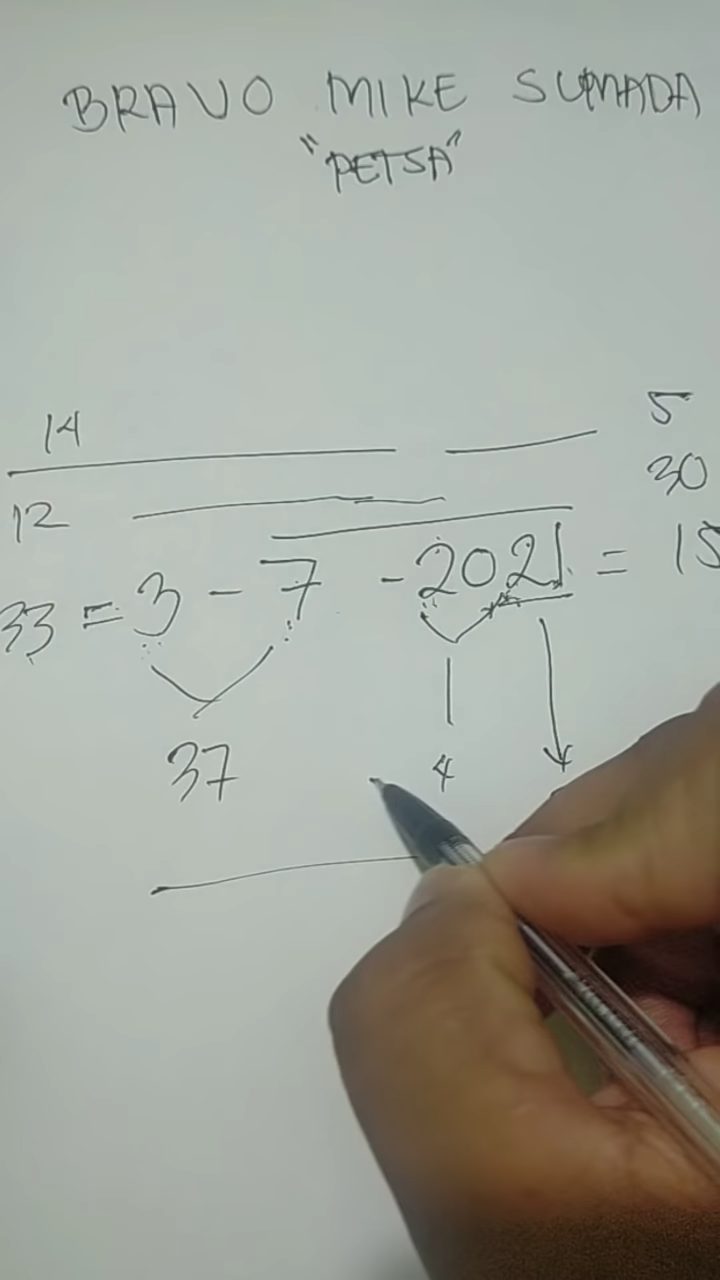 BRAVO MIKE SUMADA
"PETSA"
14 5
12 30
33 = 3 - 7 - 2021 = 15
37 4